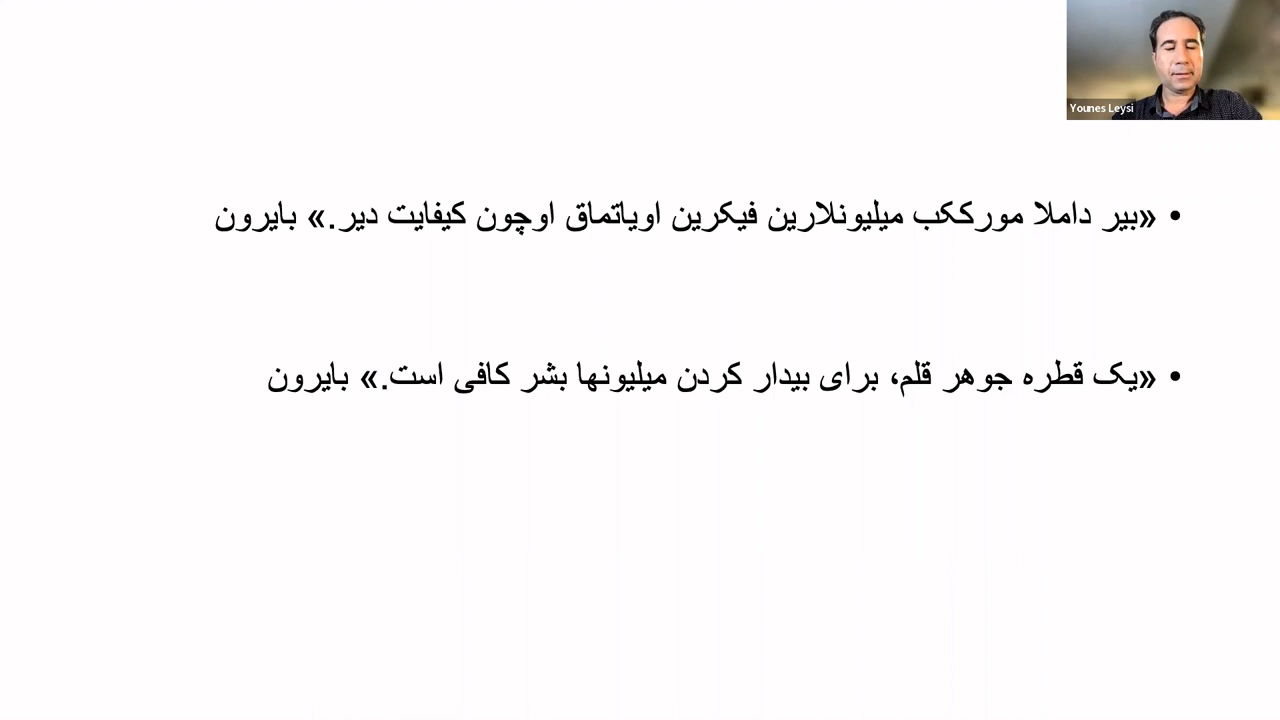 Younes Leysi
• «بیر داملا مورککب میلیونلارین فیکرین اویاتماق اوچون کیفایت دیر.» بایرون
• «یک قطره جوهر قلم، برای بیدار کردن میلیونها بشر کافی است.» بایرون